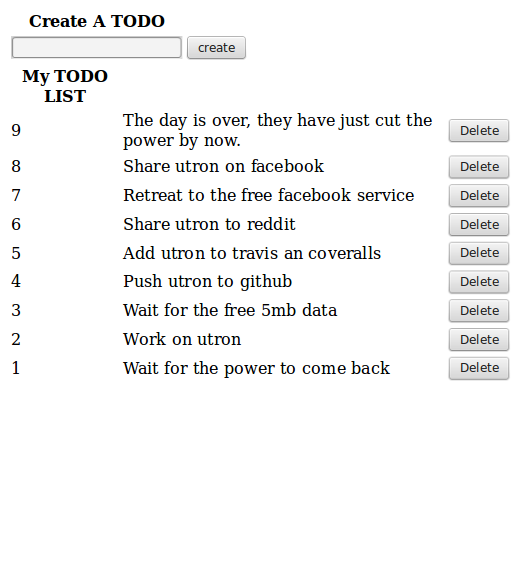 Create A TODO
create
My TODO
LIST
9 The day is over, they have just cut the
power by now. Delete
8 Share utron on facebook Delete
7 Retreat to the free facebook service Delete
6 Share utron to reddit Delete
5 Add utron to travis an coveralls Delete
4 Push utron to github Delete
3 Wait for the free 5mb data Delete
2 Work on utron Delete
1 Wait for the power to come back Delete